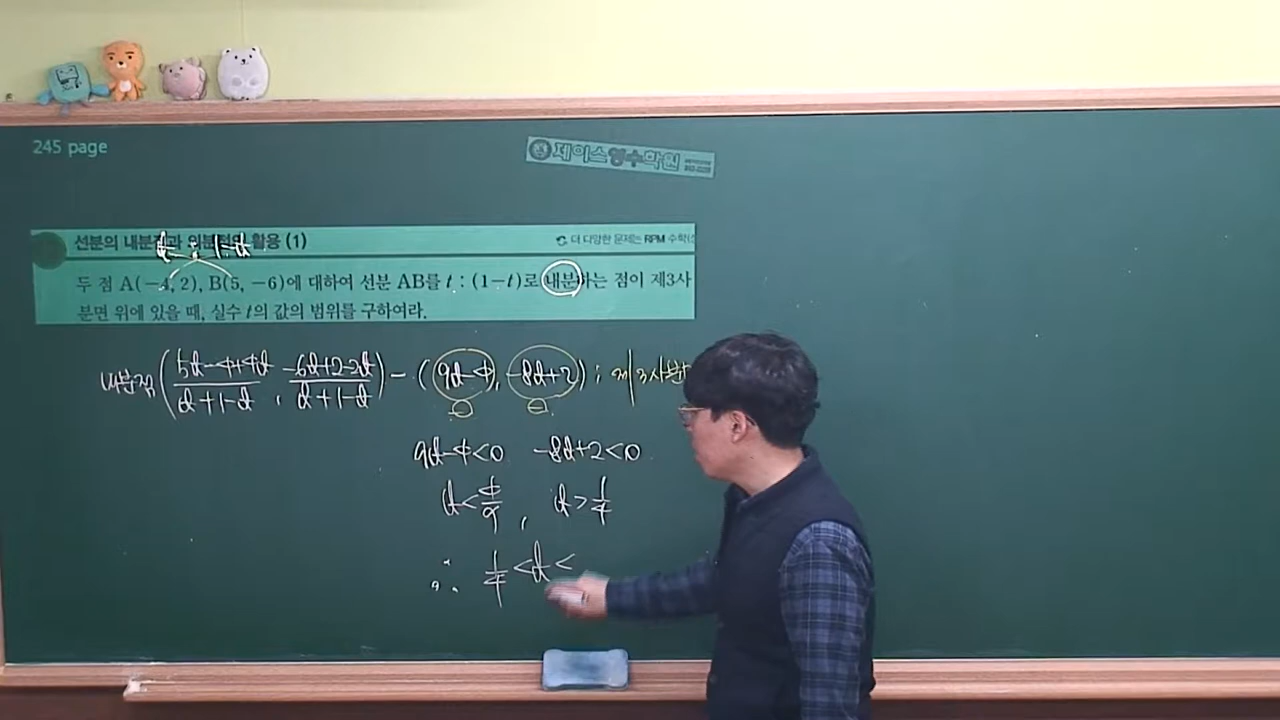 245 page
제이스영수학원
선분의 내분점과 외분점의 활용 (1)
더 다양한 문제는 RPM 수학(
t : 1-t
두 점 A(−4, 2), B(5, −6)에 대하여 선분 AB를 t : (1−t)로 내분하는 점이 제3사
분면 위에 있을 때, 실수 t의 값의 범위를 구하여라.
내분점 ( (5t-4+4t)/(t+1-t) , (-6t+2-2t)/(t+1-t) ) - (9t-4, -8t+2) ; 제3사분
⊖ ⊖
9t-4<0 -8t+2<0
t<4/9 , t>1/4
∴ 1/4 <t<